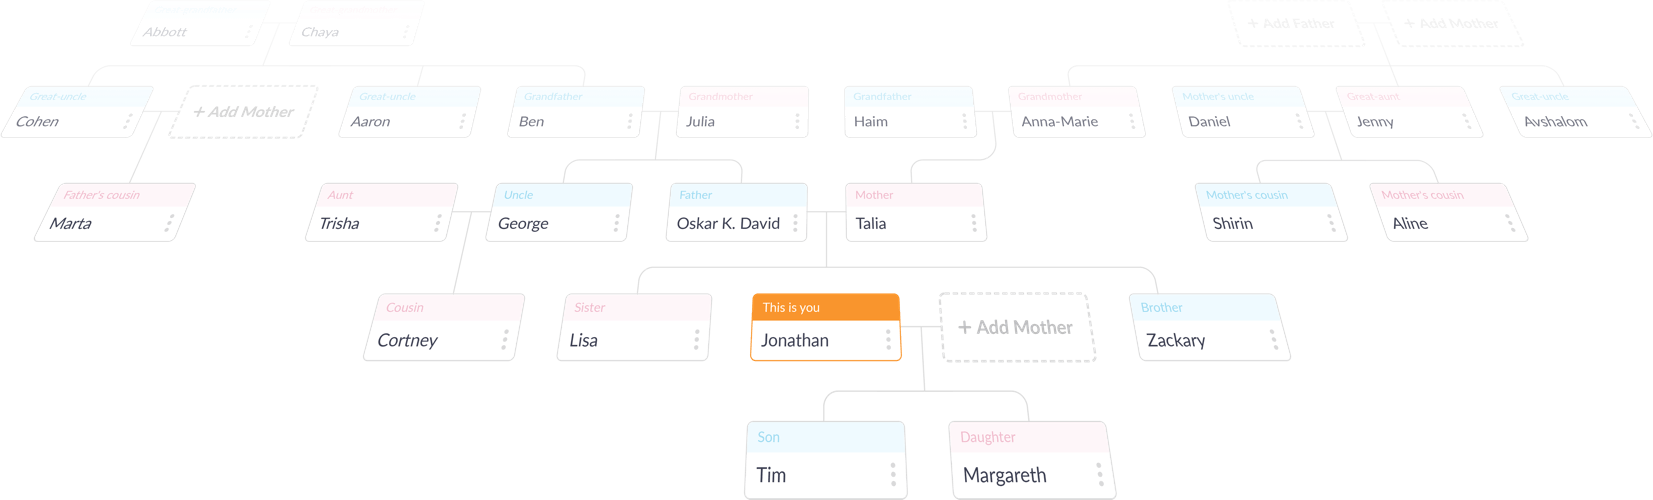 Abbott
Chaya
+ Add Father
+ Add Mother
Great-uncle
Cohen
+ Add Mother
Great-uncle
Aaron
Grandfather
Ben
Grandmother
Julia
Grandfather
Haim
Grandmother
Anna-Marie
Mother's uncle
Daniel
Great-aunt
Jenny
Great-uncle
Avshalom
Father's cousin
Marta
Aunt
Trisha
Uncle
George
Father
Oskar K. David
Mother
Talia
Mother's cousin
Shirin
Mother's cousin
Aline
Cousin
Cortney
Sister
Lisa
This is you
Jonathan
+ Add Mother
Brother
Zackary
Son
Tim
Daughter
Margareth